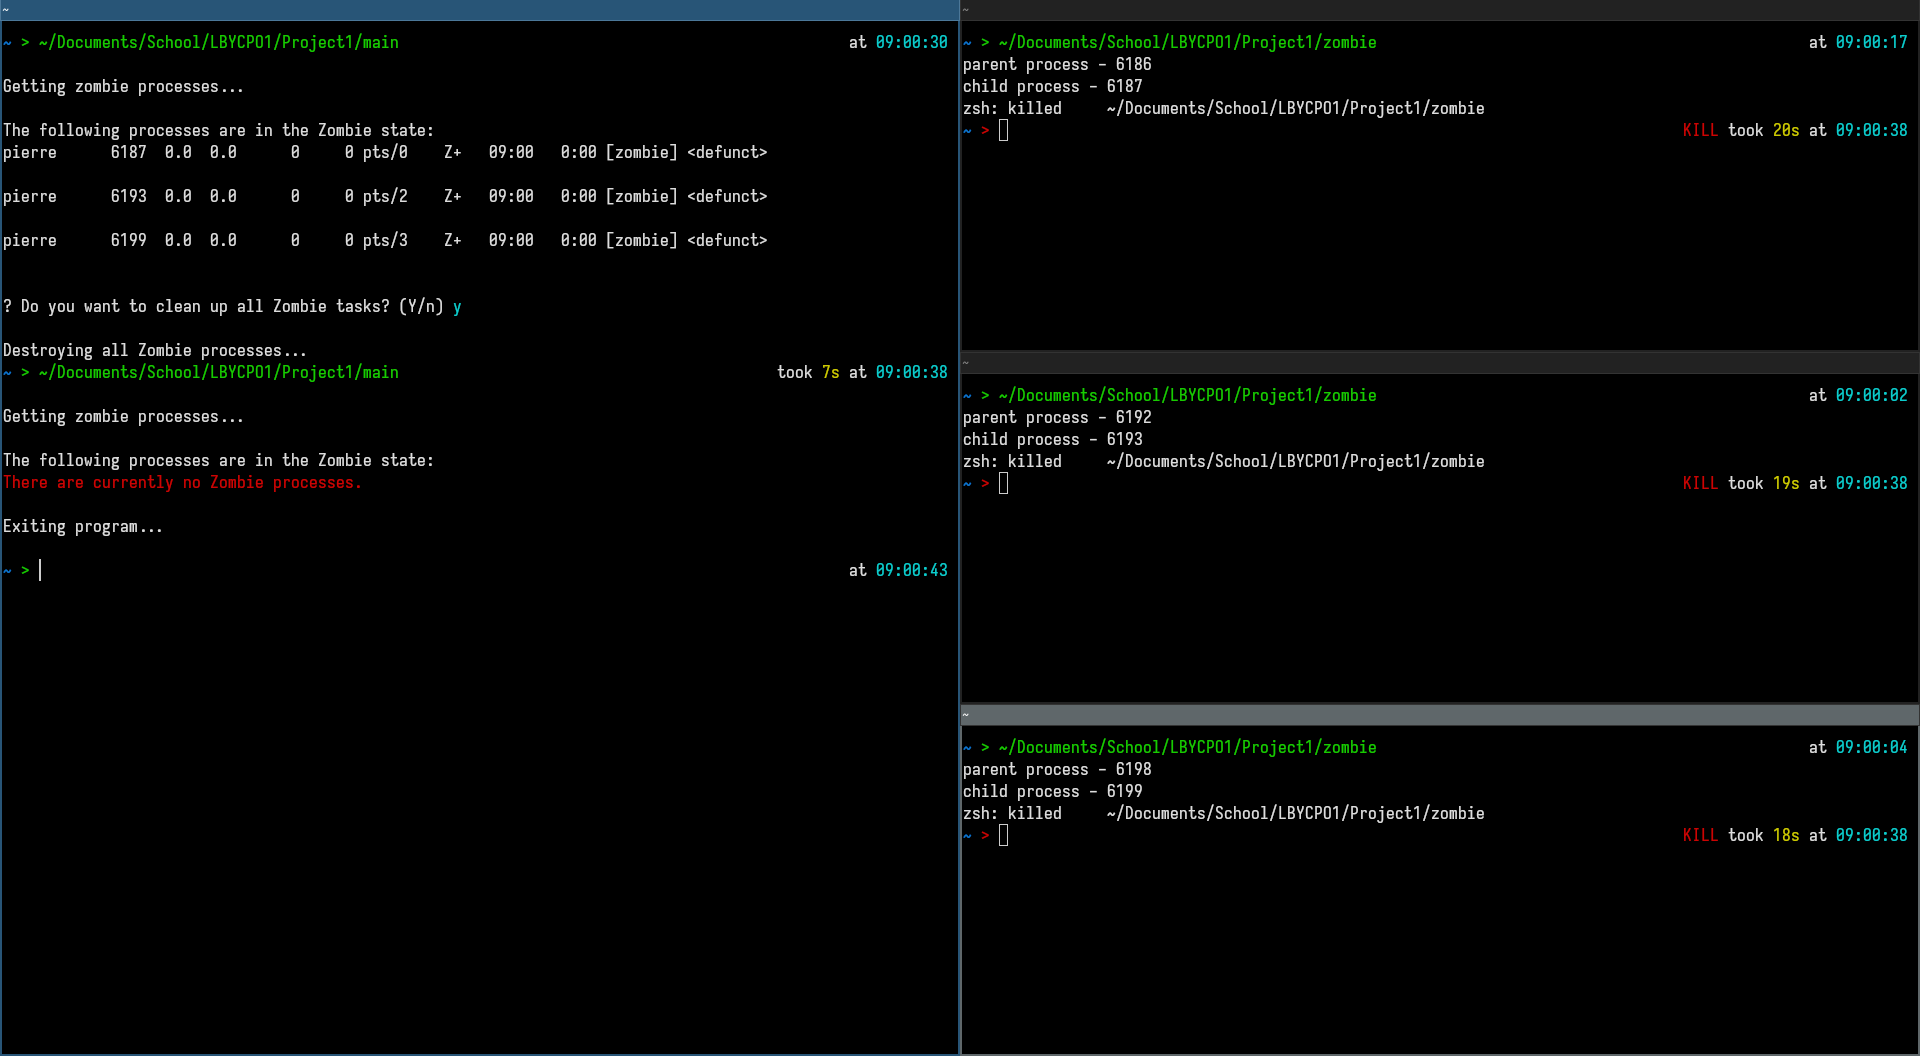 ~
~ > ~/Documents/School/LBYCPO1/Project1/main at 09:00:30
Getting zombie processes...
The following processes are in the Zombie state:
pierre 6187 0.0 0.0 0 0 pts/0 Z+ 09:00 0:00 [zombie] <defunct>
pierre 6193 0.0 0.0 0 0 pts/2 Z+ 09:00 0:00 [zombie] <defunct>
pierre 6199 0.0 0.0 0 0 pts/3 Z+ 09:00 0:00 [zombie] <defunct>
? Do you want to clean up all Zombie tasks? (Y/n) y
Destroying all Zombie processes...
~ > ~/Documents/School/LBYCPO1/Project1/main took 7s at 09:00:38
Getting zombie processes...
The following processes are in the Zombie state:
There are currently no Zombie processes.
Exiting program...
~ > at 09:00:43
~
~ > ~/Documents/School/LBYCPO1/Project1/zombie at 09:00:17
parent process - 6186
child process - 6187
zsh: killed ~/Documents/School/LBYCPO1/Project1/zombie
~ > KILL took 20s at 09:00:38
~
~ > ~/Documents/School/LBYCPO1/Project1/zombie at 09:00:02
parent process - 6192
child process - 6193
zsh: killed ~/Documents/School/LBYCPO1/Project1/zombie
~ > KILL took 19s at 09:00:38
~
~ > ~/Documents/School/LBYCPO1/Project1/zombie at 09:00:04
parent process - 6198
child process - 6199
zsh: killed ~/Documents/School/LBYCPO1/Project1/zombie
~ > KILL took 18s at 09:00:38